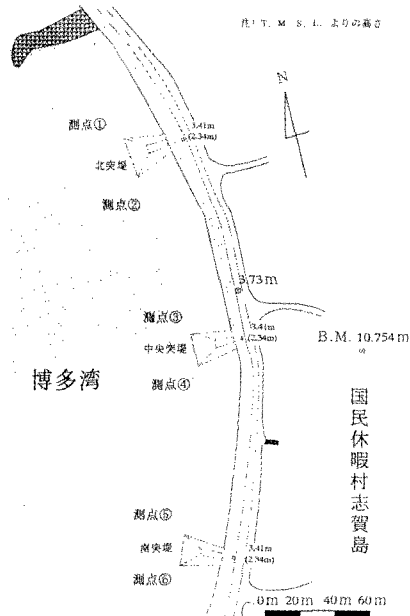 注:T. M. S. L. よりの高さ
N
測点①
3.41m
(2.34m)
北突堤
測点②
3.73m
測点③
3.41m
(2.34m)
B.M. 10.754m
中央突堤
博多湾
測点④
国民休暇村志賀島
測点⑤
南突堤
3.41m
(2.34m)
測点⑥
0m 20m 40m 60m